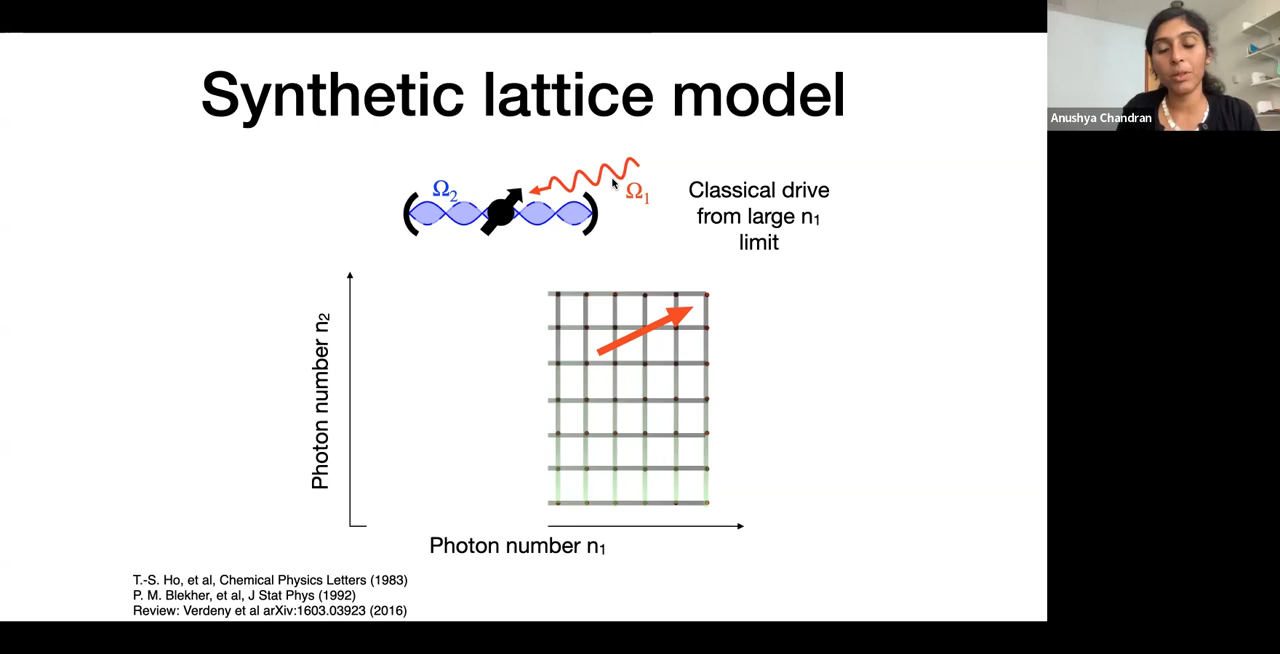 Synthetic lattice model
Anushya Chandran
Ω₂
Ω₁
Classical drive
from large n₁
limit
Photon number n₂
Photon number n₁
T.-S. Ho, et al, Chemical Physics Letters (1983)
P. M. Blekher, et al, J Stat Phys (1992)
Review: Verdeny et al arXiv:1603.03923 (2016)